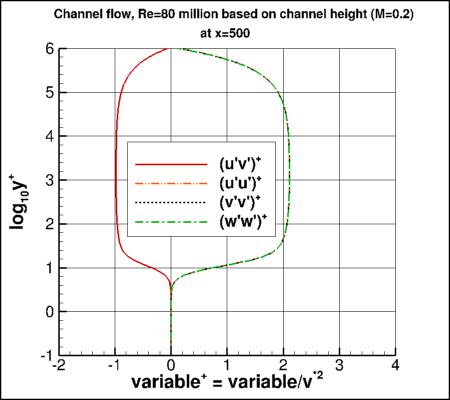 Channel flow, Re=80 million based on channel height (M=0.2)
at x=500
6
5
4
3
2
1
0
-1
log10y+
(u'v')+
(u'u')+
(v'v')+
(w'w')+
-2 -1 0 1 2 3 4
variable+ = variable/v*2